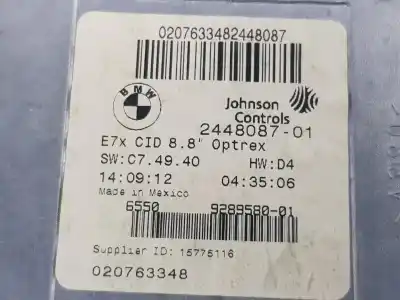 0207633482448087
BMW
Johnson
Controls
2448087-01
E7x CID 8.8" Optrex
SW:C7.49.40 HW:D4
14:09:12 04:35:06
Made in Mexico
6550 9289580-01
Supplier ID: 15775116
020763348